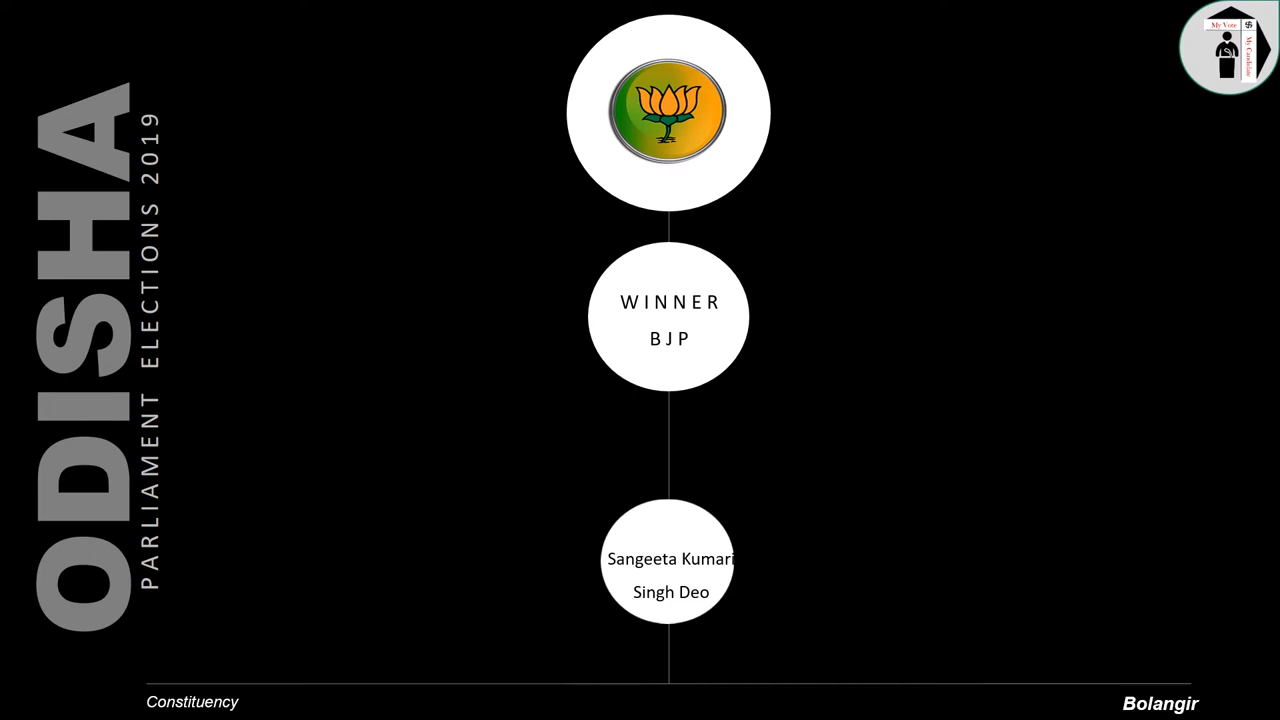 ODISHA
PARLIAMENT ELECTIONS 2019
My Vote
My Candidate
WINNER
BJP
Sangeeta Kumari
Singh Deo
Constituency
Bolangir